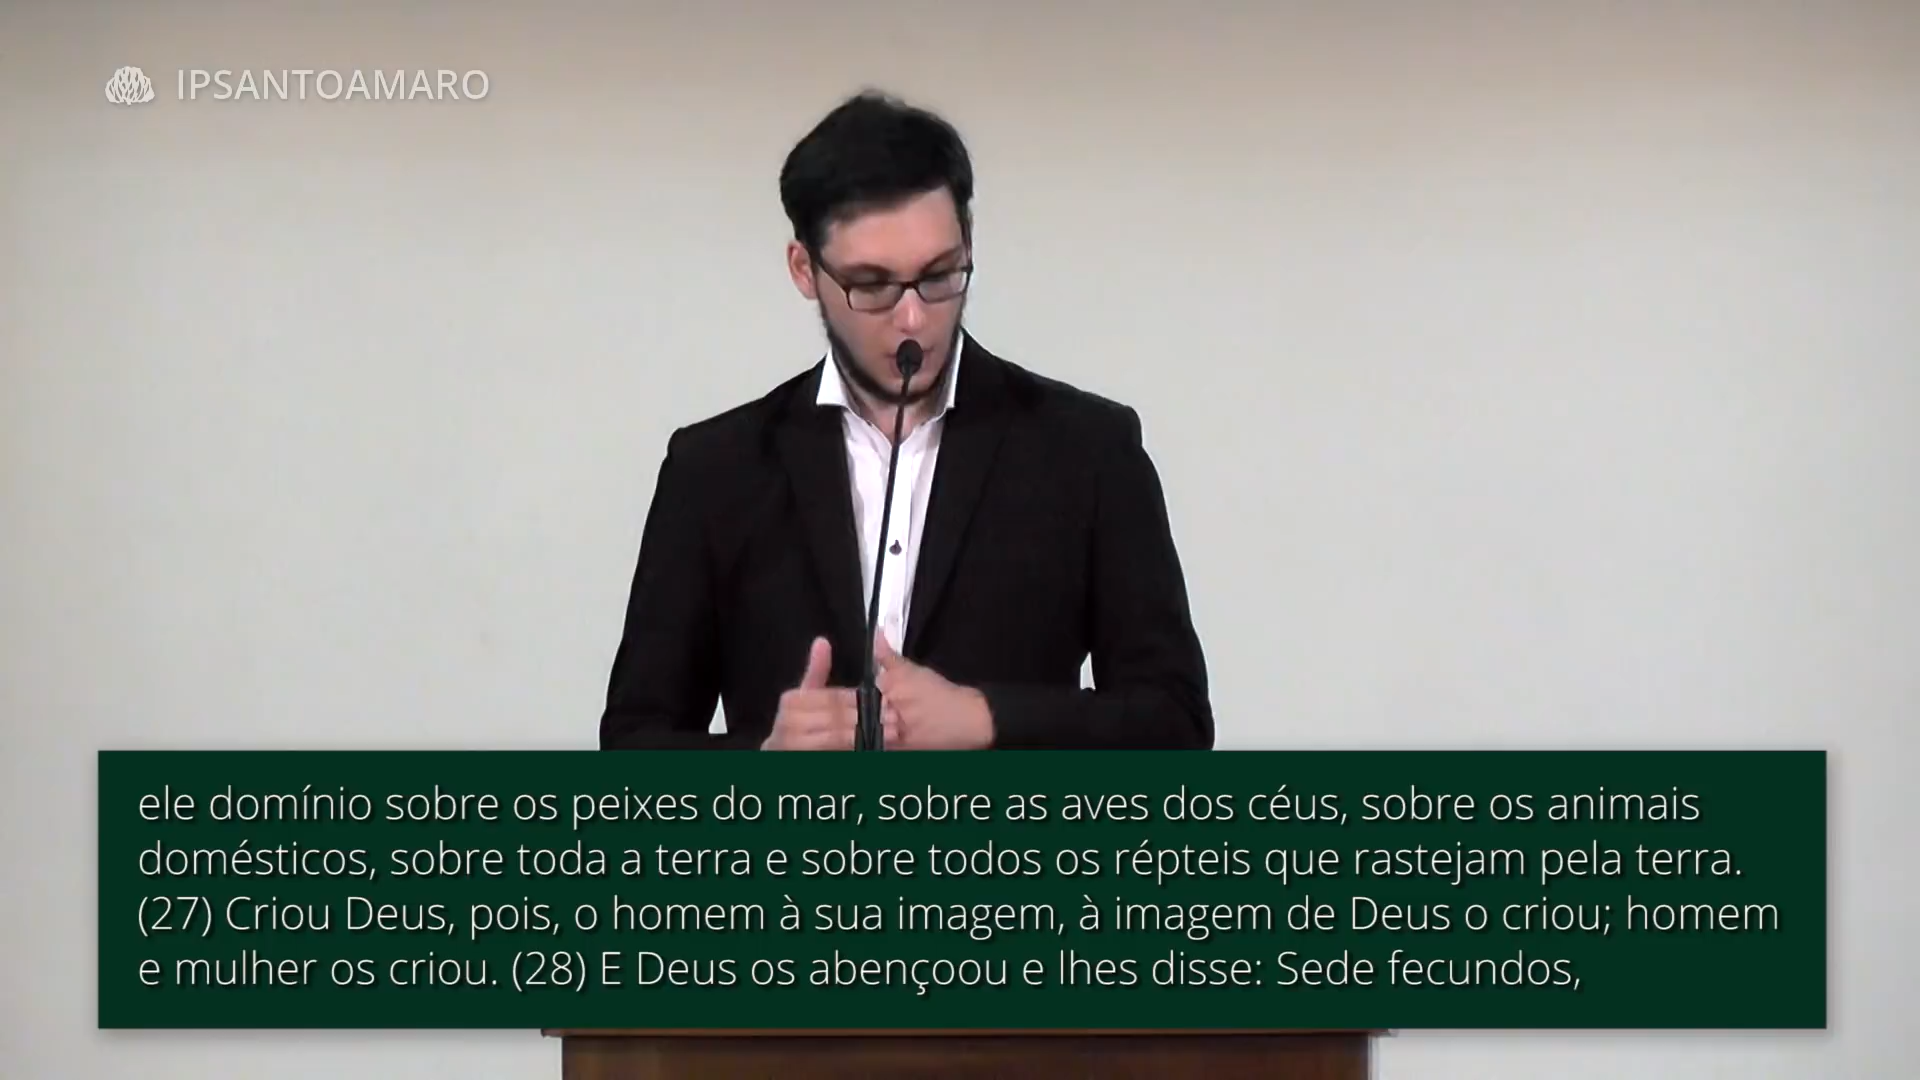 IPSANTOAMARO
ele domínio sobre os peixes do mar, sobre as aves dos céus, sobre os animais
domésticos, sobre toda a terra e sobre todos os répteis que rastejam pela terra.
(27) Criou Deus, pois, o homem à sua imagem, à imagem de Deus o criou; homem
e mulher os criou. (28) E Deus os abençoou e lhes disse: Sede fecundos,